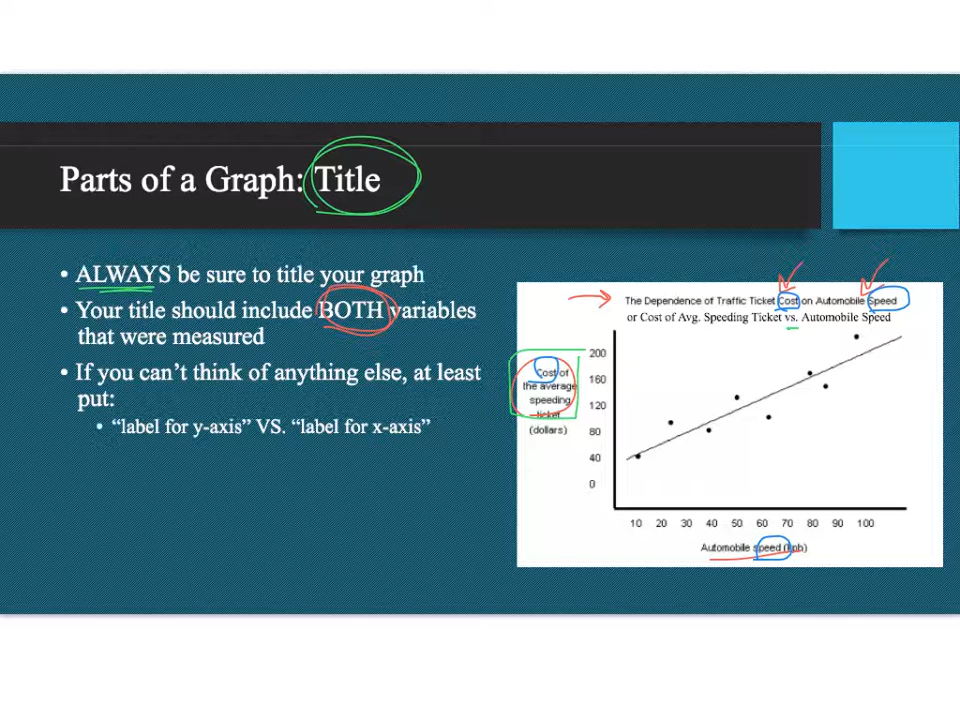 Parts of a Graph: Title
• ALWAYS be sure to title your graph
• Your title should include BOTH variables
that were measured
• If you can't think of anything else, at least
put:
• "label for y-axis" VS. "label for x-axis"
The Dependence of Traffic Ticket Cost on Automobile Speed
or Cost of Avg. Speeding Ticket vs. Automobile Speed
Cost of
the average
speeding
ticket
(dollars)
200
160
120
80
40
0
10 20 30 40 50 60 70 80 90 100
Automobile speed (kph)